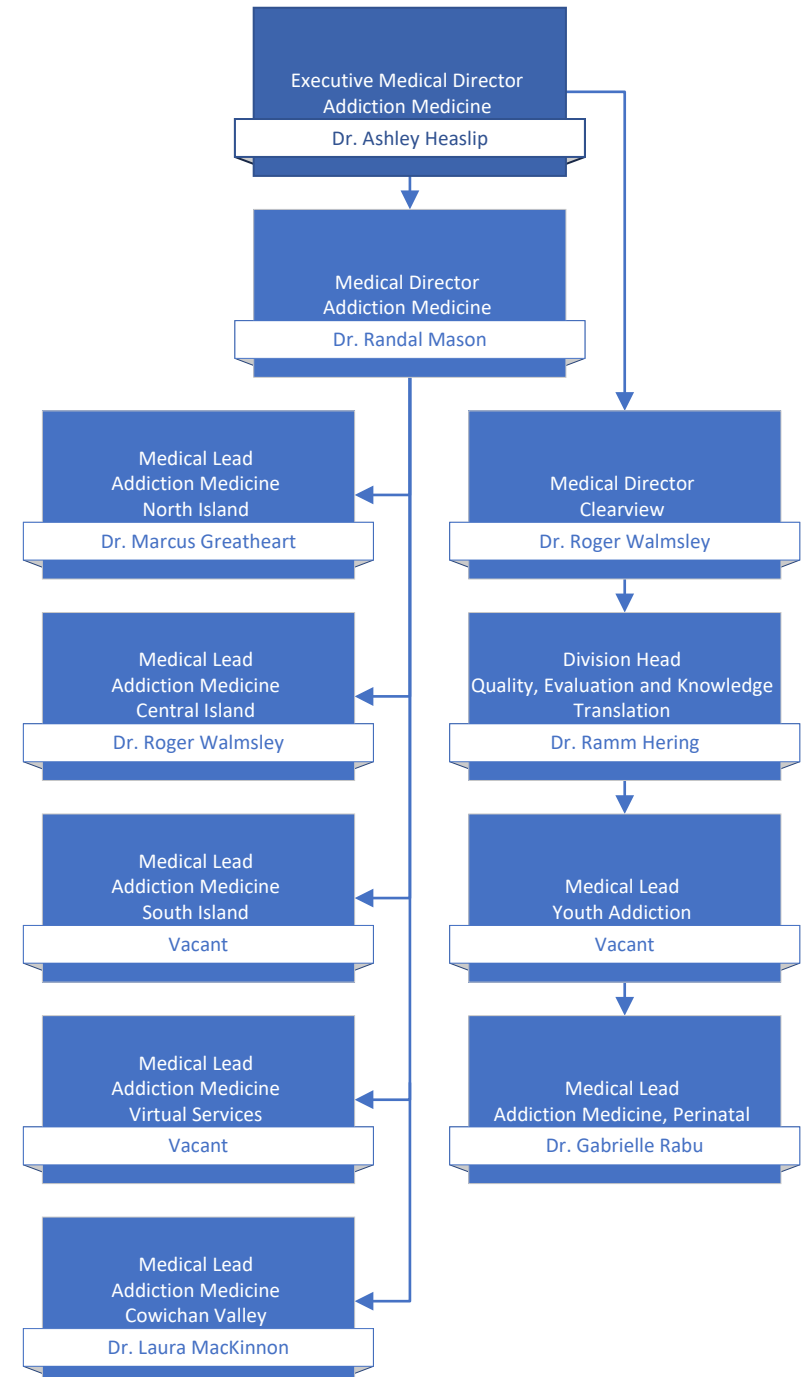 Executive Medical Director
Addiction Medicine
Dr. Ashley Heaslip
Medical Director
Addiction Medicine
Dr. Randal Mason
Medical Lead
Addiction Medicine
North Island
Dr. Marcus Greatheart
Medical Director
Clearview
Dr. Roger Walmsley
Medical Lead
Addiction Medicine
Central Island
Dr. Roger Walmsley
Division Head
Quality, Evaluation and Knowledge
Translation
Dr. Ramm Hering
Medical Lead
Addiction Medicine
South Island
Vacant
Medical Lead
Youth Addiction
Vacant
Medical Lead
Addiction Medicine
Virtual Services
Vacant
Medical Lead
Addiction Medicine, Perinatal
Dr. Gabrielle Rabu
Medical Lead
Addiction Medicine
Cowichan Valley
Dr. Laura MacKinnon